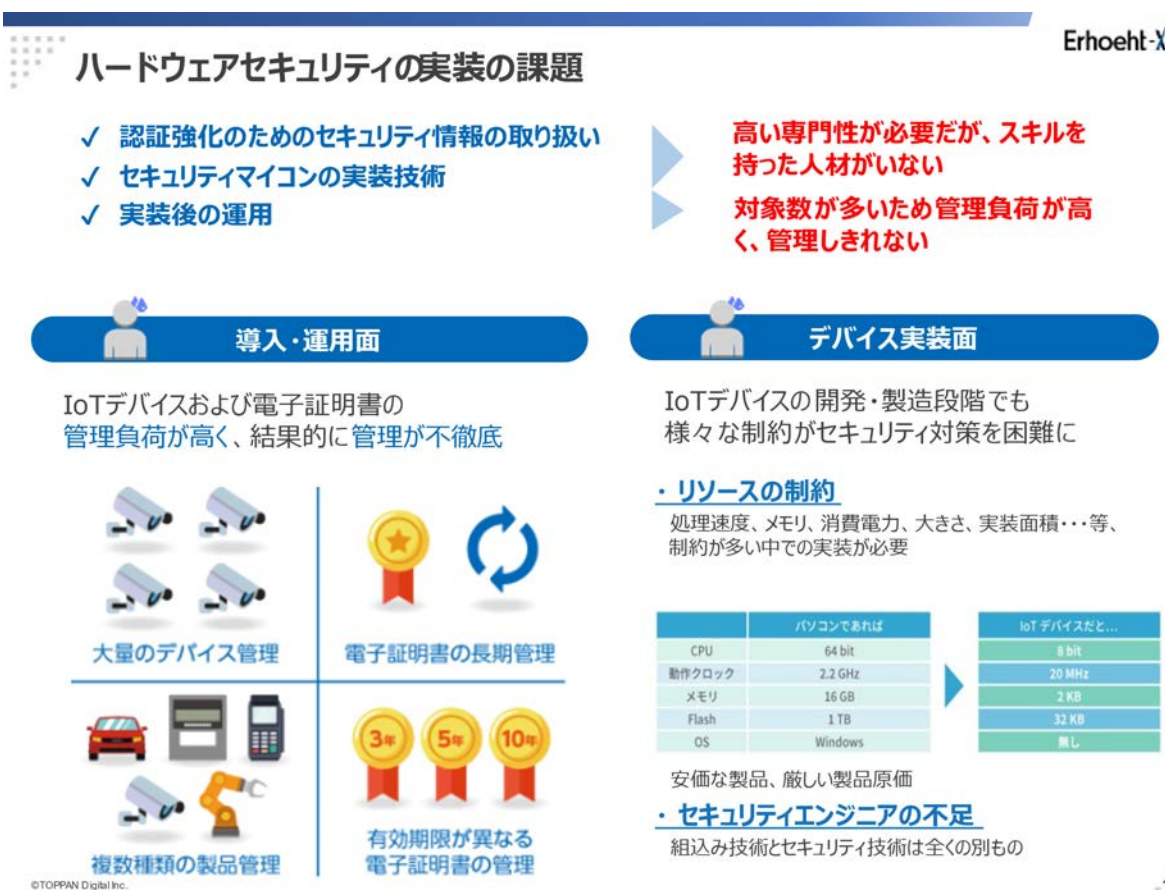 Erhoeht-X
ハードウェアセキュリティの実装の課題
✓ 認証強化のためのセキュリティ情報の取り扱い
✓ セキュリティマイコンの実装技術
✓ 実装後の運用
高い専門性が必要だが、スキルを
持った人材がいない
対象数が多いため管理負荷が高
く、管理しきれない
導入・運用面
IoTデバイスおよび電子証明書の
管理負荷が高く、結果的に管理が不徹底
大量のデバイス管理
電子証明書の長期管理
複数種類の製品管理
3年
5年
10年
有効期限が異なる
電子証明書の管理
デバイス実装面
IoTデバイスの開発・製造段階でも
様々な制約がセキュリティ対策を困難に
・リソースの制約
処理速度、メモリ、消費電力、大きさ、実装面積・・・等、
制約が多い中での実装が必要
パソコンであれば IoT デバイスだと...
CPU 64 bit 8 bit
動作クロック 2.2 GHz 20 MHz
メモリ 16 GB 2 KB
Flash 1 TB 32 KB
OS Windows 無し
安価な製品、厳しい製品原価
・セキュリティエンジニアの不足
組込み技術とセキュリティ技術は全くの別もの
©TOPPAN Digital Inc.